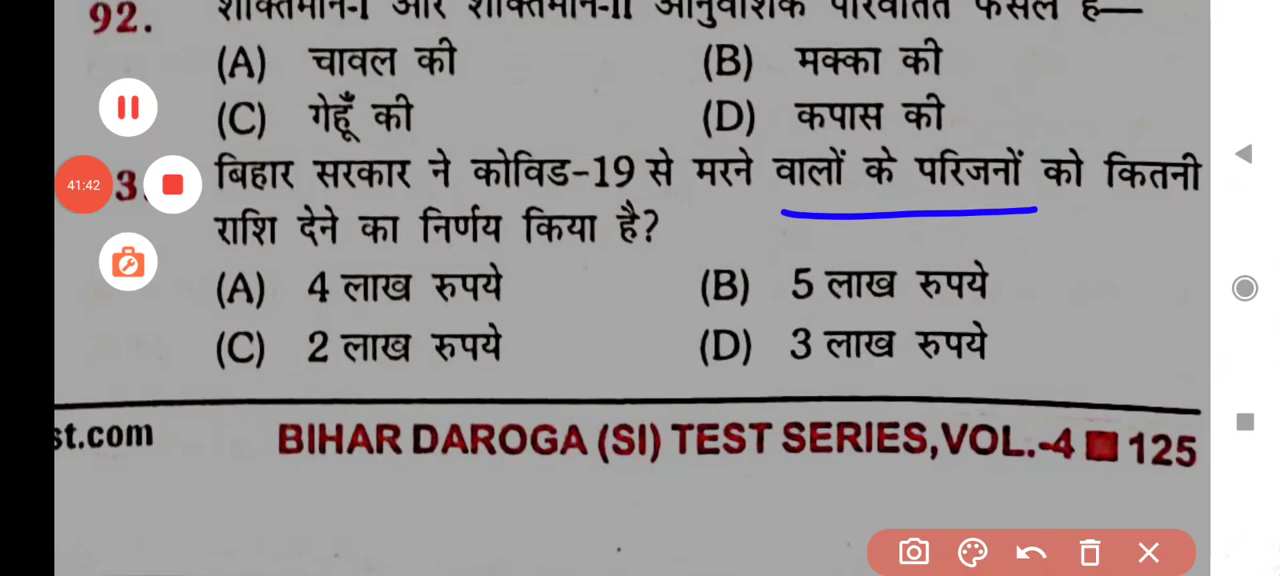 92. शक्तिमान-I और शक्तिमान-II आनुवंशिक परिवर्तित फसल हैं—
(A) चावल की (B) मक्का की
(C) गेहूँ की (D) कपास की
3. बिहार सरकार ने कोविड-19 से मरने वालों के परिजनों को कितनी
राशि देने का निर्णय किया है?
(A) 4 लाख रुपये (B) 5 लाख रुपये
(C) 2 लाख रुपये (D) 3 लाख रुपये
41:42
st.com BIHAR DAROGA (SI) TEST SERIES,VOL.-4 ■ 125